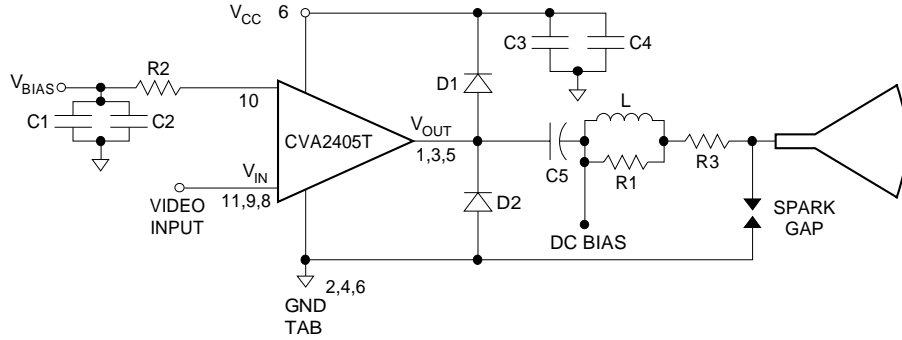 V_CC 6
C3
C4
V_BIAS
R2
D1
10
L
C1
C2
CVA2405T
V_OUT
1,3,5
R3
C5
R1
V_IN
11,9,8
D2
VIDEO
INPUT
DC BIAS
SPARK
GAP
2,4,6
GND
TAB